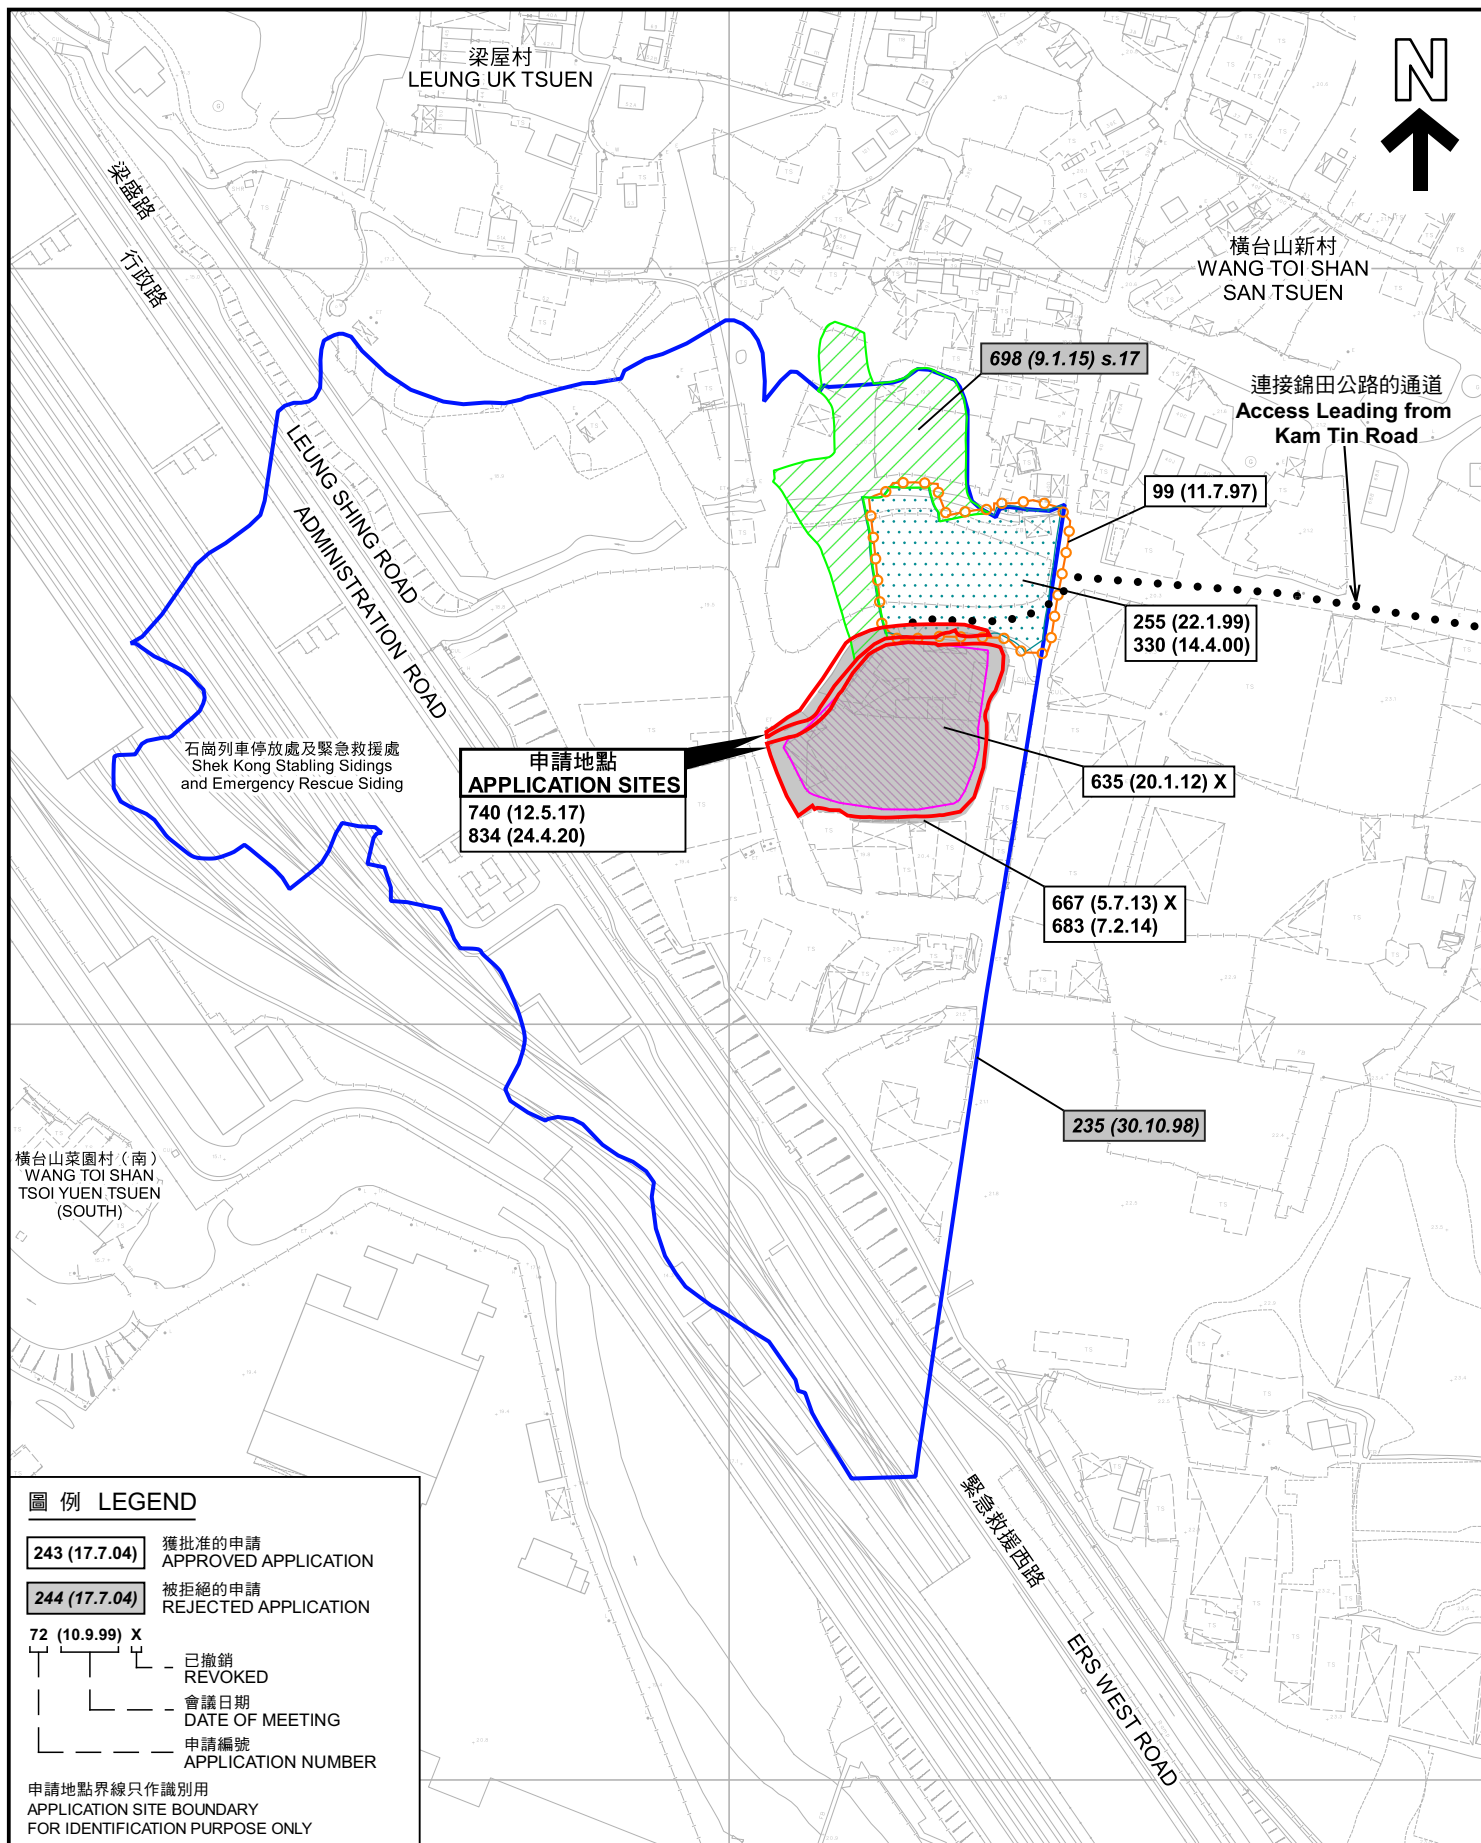 梁屋村
LEUNG UK TSUEN
N
梁盛路
行政路
橫台山新村
WANG TOI SHAN
SAN TSUEN
698 (9.1.15) s.17
連接錦田公路的通道
Access Leading from
Kam Tin Road
LEUNG SHING ROAD
ADMINISTRATION ROAD
99 (11.7.97)
255 (22.1.99)
330 (14.4.00)
石崗列車停放處及緊急救援處
Shek Kong Stabling Sidings
and Emergency Rescue Siding
申請地點
APPLICATION SITES
740 (12.5.17)
834 (24.4.20)
635 (20.1.12) X
667 (5.7.13) X
683 (7.2.14)
235 (30.10.98)
橫台山菜園村（南）
WANG TOI SHAN
TSOI YUEN TSUEN
(SOUTH)
緊急救援西路
ERS WEST ROAD
圖 例 LEGEND
243 (17.7.04)
獲批准的申請
APPROVED APPLICATION
244 (17.7.04)
被拒絕的申請
REJECTED APPLICATION
72 (10.9.99) X
已撤銷
REVOKED
會議日期
DATE OF MEETING
申請編號
APPLICATION NUMBER
申請地點界線只作識別用
APPLICATION SITE BOUNDARY
FOR IDENTIFICATION PURPOSE ONLY